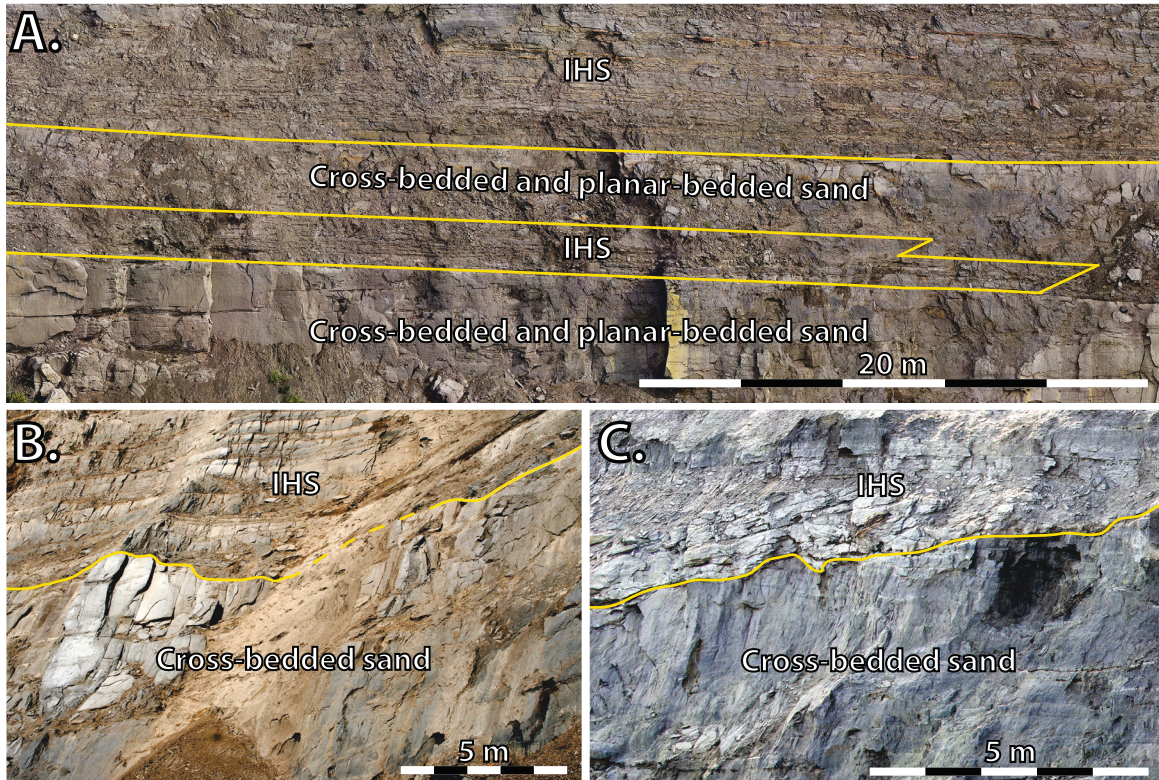 A.
IHS
Cross-bedded and planar-bedded sand
IHS
Cross-bedded and planar-bedded sand
20 m
B.
IHS
Cross-bedded sand
5 m
C.
IHS
Cross-bedded sand
5 m